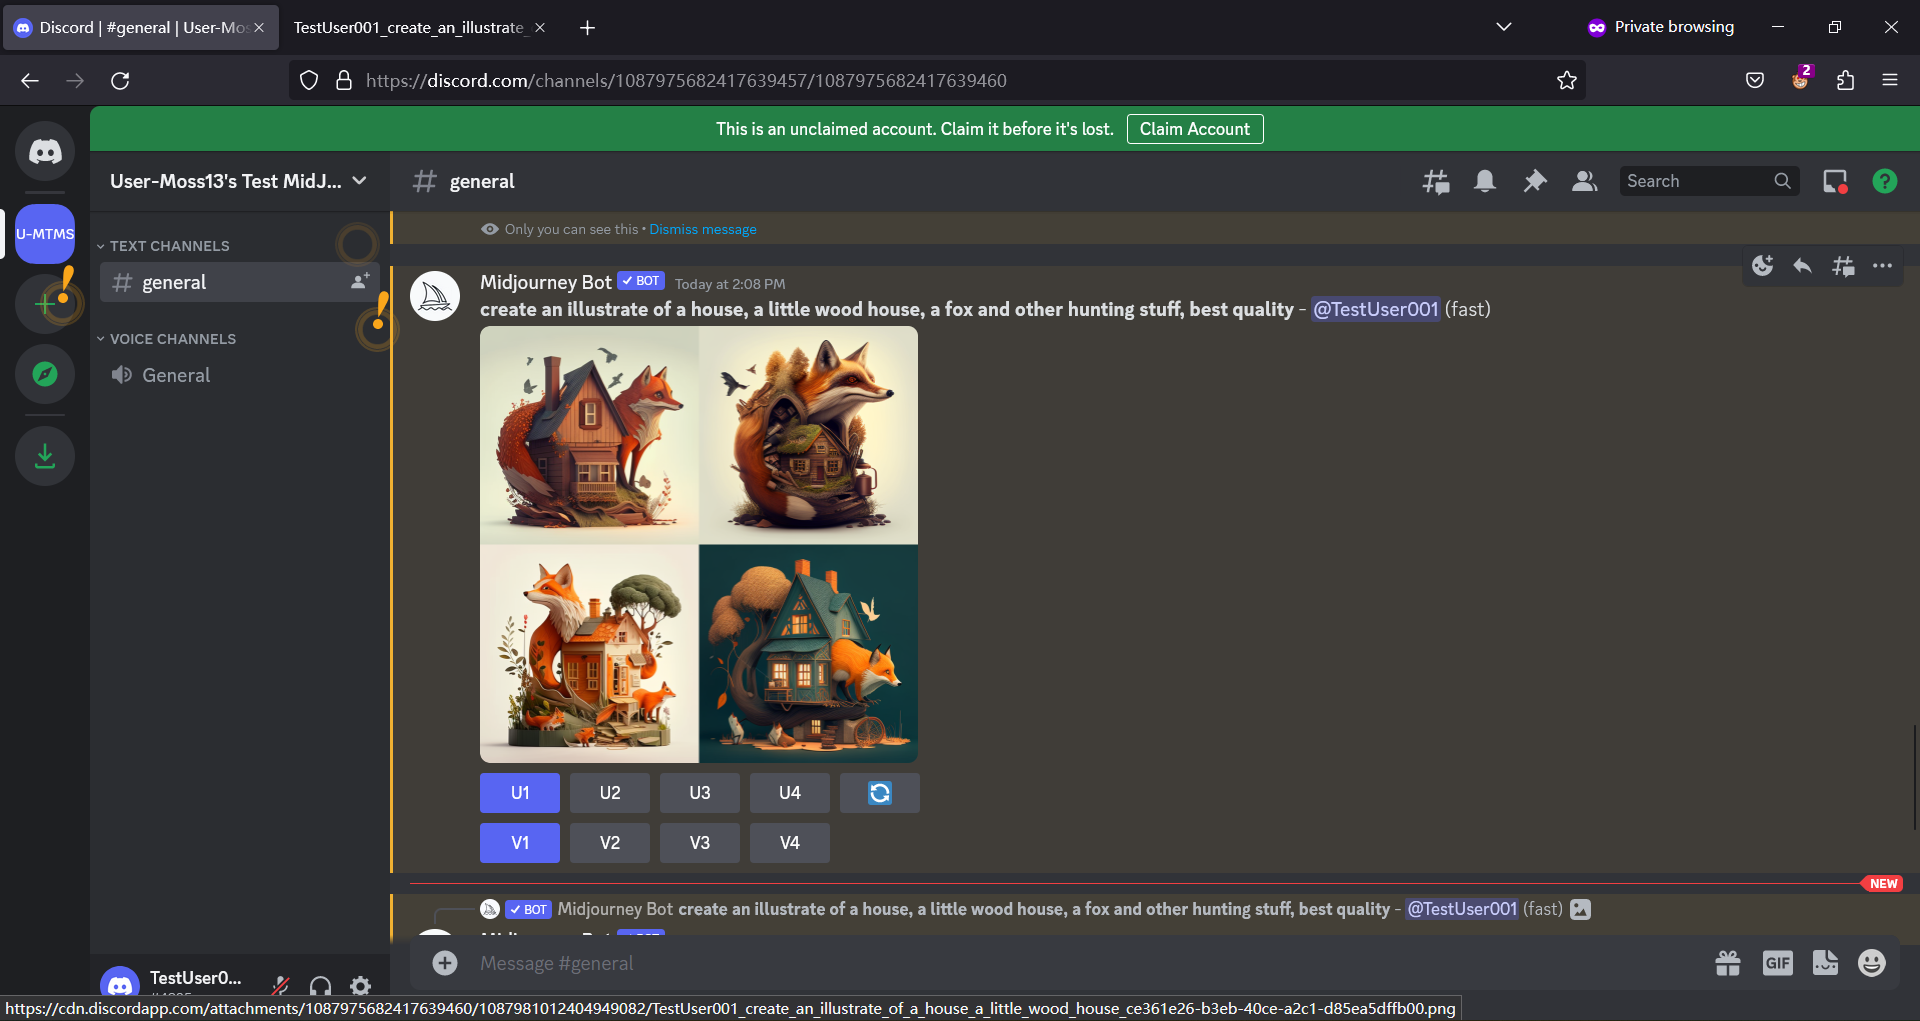 Discord | #general | User-Mos
TestUser001_create_an_illustrate_
Private browsing
https://discord.com/channels/1087975682417639457/1087975682417639460
2
This is an unclaimed account. Claim it before it's lost.
Claim Account
User-Moss13's Test MidJ...
general
Search
U-MTMS
Only you can see this • Dismiss message
TEXT CHANNELS
general
Midjourney Bot BOT Today at 2:08 PM
create an illustrate of a house, a little wood house, a fox and other hunting stuff, best quality - @TestUser001 (fast)
VOICE CHANNELS
General
U1 U2 U3 U4
V1 V2 V3 V4
NEW
BOT Midjourney Bot create an illustrate of a house, a little wood house, a fox and other hunting stuff, best quality - @TestUser001 (fast)
Message #general
GIF
TestUser0...
https://cdn.discordapp.com/attachments/1087975682417639460/1087981012404949082/TestUser001_create_an_illustrate_of_a_house_a_little_wood_house_ce361e26-b3eb-40ce-a2c1-d85ea5dffb00.png